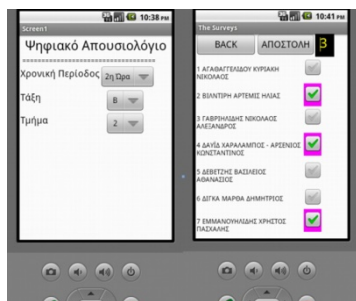 10:38 PM
Screen1
Ψηφιακό Απουσιολόγιο
Χρονική Περίοδος 2η Ώρα
Τάξη Β
Τμήμα 2
10:41 PM
The Surveys
BACK ΑΠΟΣΤΟΛΗ β
1 ΑΓΑΘΑΓΓΕΛΙΔΟΥ ΚΥΡΙΑΚΗ
ΝΙΚΟΛΑΟΣ
2 ΒΙΛΝΤΙΡΗ ΑΡΤΕΜΙΣ ΗΛΙΑΣ
3 ΓΑΒΡΙΗΛΙΔΗΣ ΝΙΚΟΛΑΟΣ
ΑΛΕΞΑΝΔΡΟΣ
4 ΔΑΥΪΔ ΧΑΡΑΛΑΜΠΟΣ - ΑΡΣΕΝΙΟΣ
ΚΩΝΣΤΑΝΤΙΝΟΣ
5 ΔΕΒΕΤΖΗΣ ΒΑΣΙΛΕΙΟΣ
ΑΘΑΝΑΣΙΟΣ
6 ΔΙΓΚΑ ΜΑΡΘΑ ΔΗΜΗΤΡΙΟΣ
7 ΕΜΜΑΝΟΥΗΛΙΔΗΣ ΧΡΗΣΤΟΣ
ΠΑΣΧΑΛΗΣ